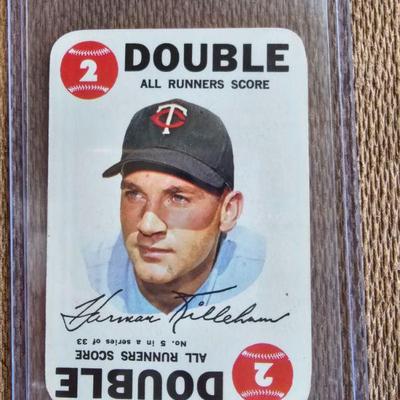 2 DOUBLE
ALL RUNNERS SCORE
TC
Harmon Killebrew
No. 5 in a series of 33
ALL RUNNERS SCORE
DOUBLE 2